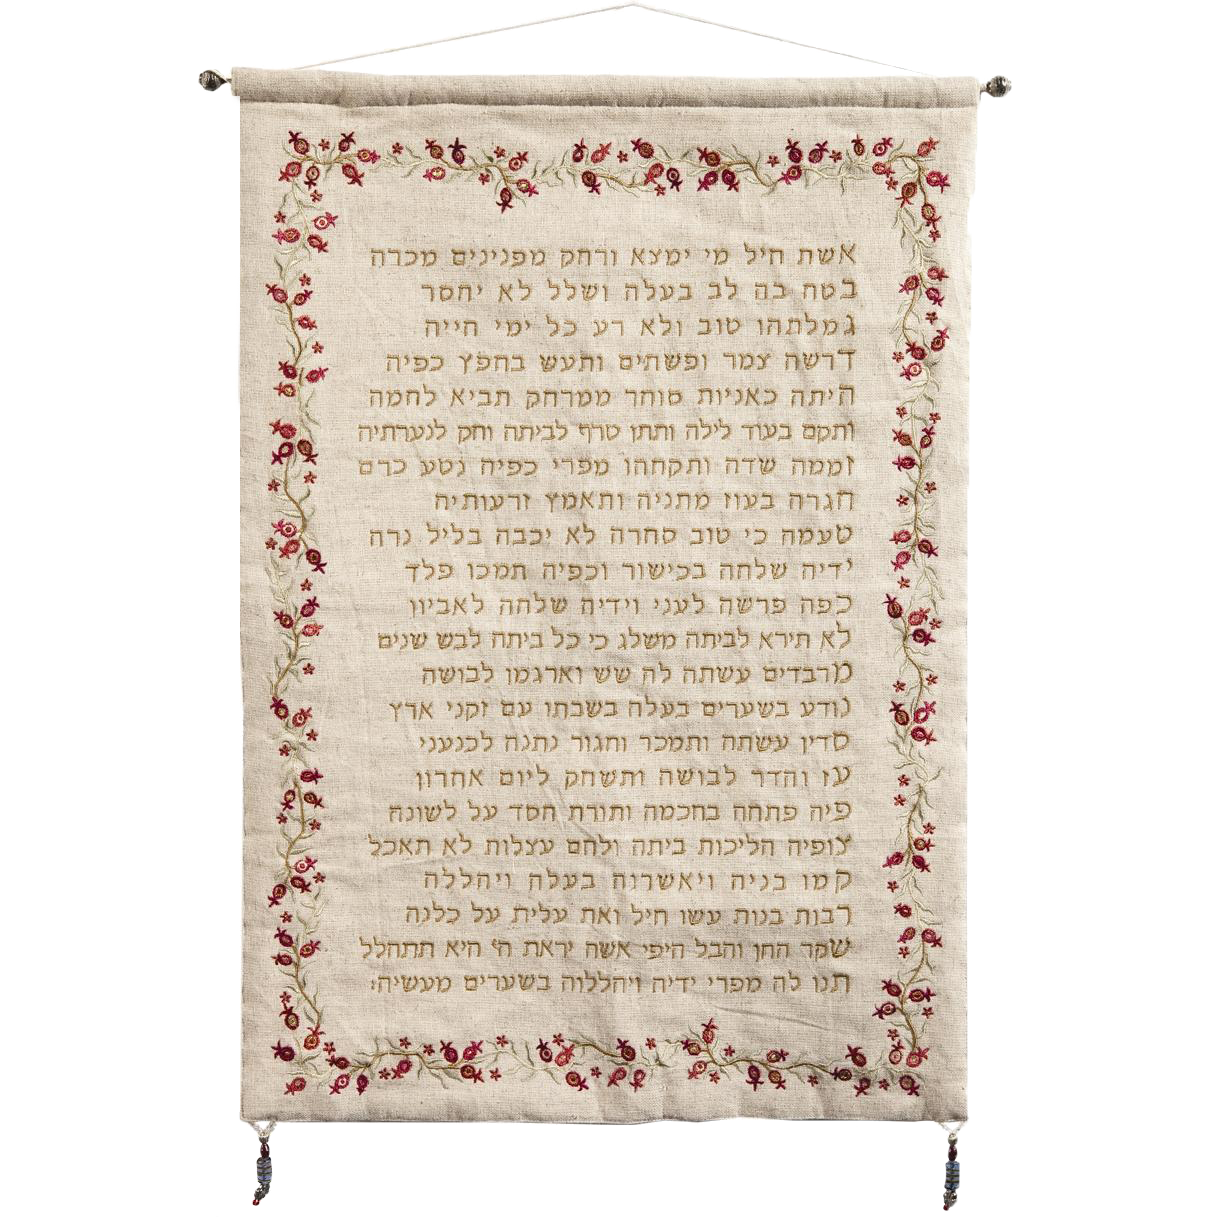 אשת חיל מי ימצא ורחק מפנינים מכרה
בטח בה לב בעלה ושלל לא יחסר
גמלתהו טוב ולא רע כל ימי חייה
דרשה צמר ופשתים ותעש בחפץ כפיה
היתה כאניות סוחר ממרחק תביא לחמה
ותקם בעוד לילה ותתן טרף לביתה וחק לנערתיה
זממה שדה ותקחהו מפרי כפיה נטע כרם
חגרה בעוז מתניה ותאמץ זרעותיה
טעמה כי טוב סחרה לא יכבה בליל נרה
ידיה שלחה בכישור וכפיה תמכו פלך
כפה פרשה לעני וידיה שלחה לאביון
לא תירא לביתה משלג כי כל ביתה לבש שנים
מרבדים עשתה לה שש וארגמן לבושה
נודע בשערים בעלה בשבתו עם זקני ארץ
סדין עשתה ותמכר וחגור נתנה לכנעני
עז והדר לבושה ותשחק ליום אחרון
פיה פתחה בחכמה ותורת חסד על לשונה
צופיה הליכות ביתה ולחם עצלות לא תאכל
קמו בניה ויאשרוה בעלה ויהללה
רבות בנות עשו חיל ואת עלית על כלנה
שקר החן והבל היפי אשה יראת ה' היא תתהלל
תנו לה מפרי ידיה ויהללוה בשערים מעשיה: